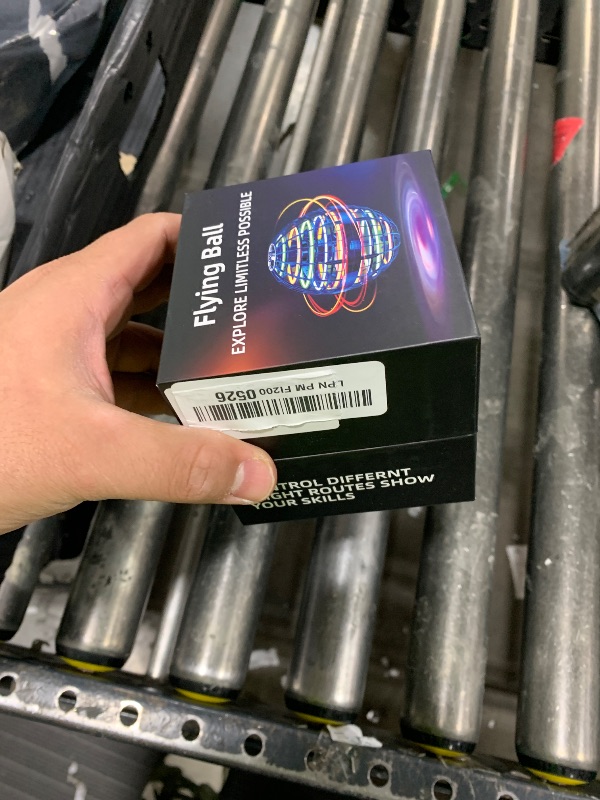 Flying Ball
EXPLORE LIMITLESS POSSIBLE
LPN PM FI200 0526
DIFFERNT
ROUTES SHOW
YOUR SKILLS